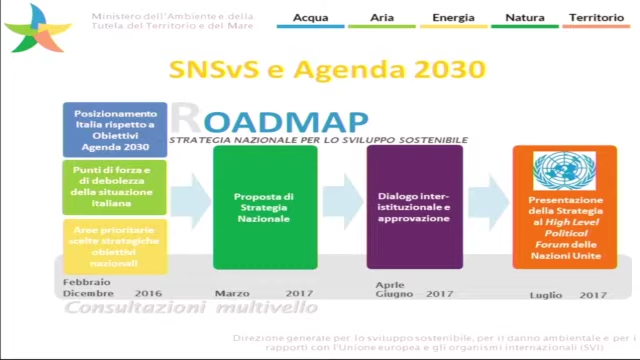 Ministero dell'Ambiente e della
Tutela del Territorio e del Mare
Acqua Aria Energia Natura Territorio
SNSvS e Agenda 2030
ROADMAP
STRATEGIA NAZIONALE PER LO SVILUPPO SOSTENIBILE
Posizionamento
Italia rispetto a
Obiettivi
Agenda 2030
Punti di forza e
di debolezza
della situazione
italiana
Aree prioritarie
scelte strategiche
obiettivi
nazionali
Proposta di
Strategia
Nazionale
Dialogo inter-
istituzionale e
approvazione
Presentazione
della Strategia
al High Level
Political
Forum delle
Nazioni Unite
Febbraio
Dicembre 2016
Marzo 2017
Aprle
Giugno 2017
Luglio 2017
Consultazioni multivello
Direzione generale per lo sviluppo sostenibile, per il danno ambientale e per i
rapporti con l'Unione europea e gli organismi internazionali (SVI)